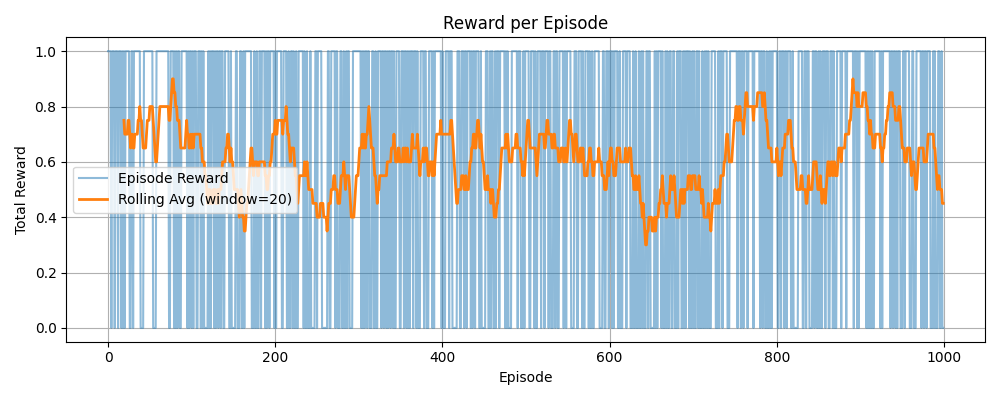 Reward per Episode
Total Reward
1.0
0.8
0.6
0.4
0.2
0.0
Episode Reward
Rolling Avg (window=20)
0
200
400
600
800
1000
Episode